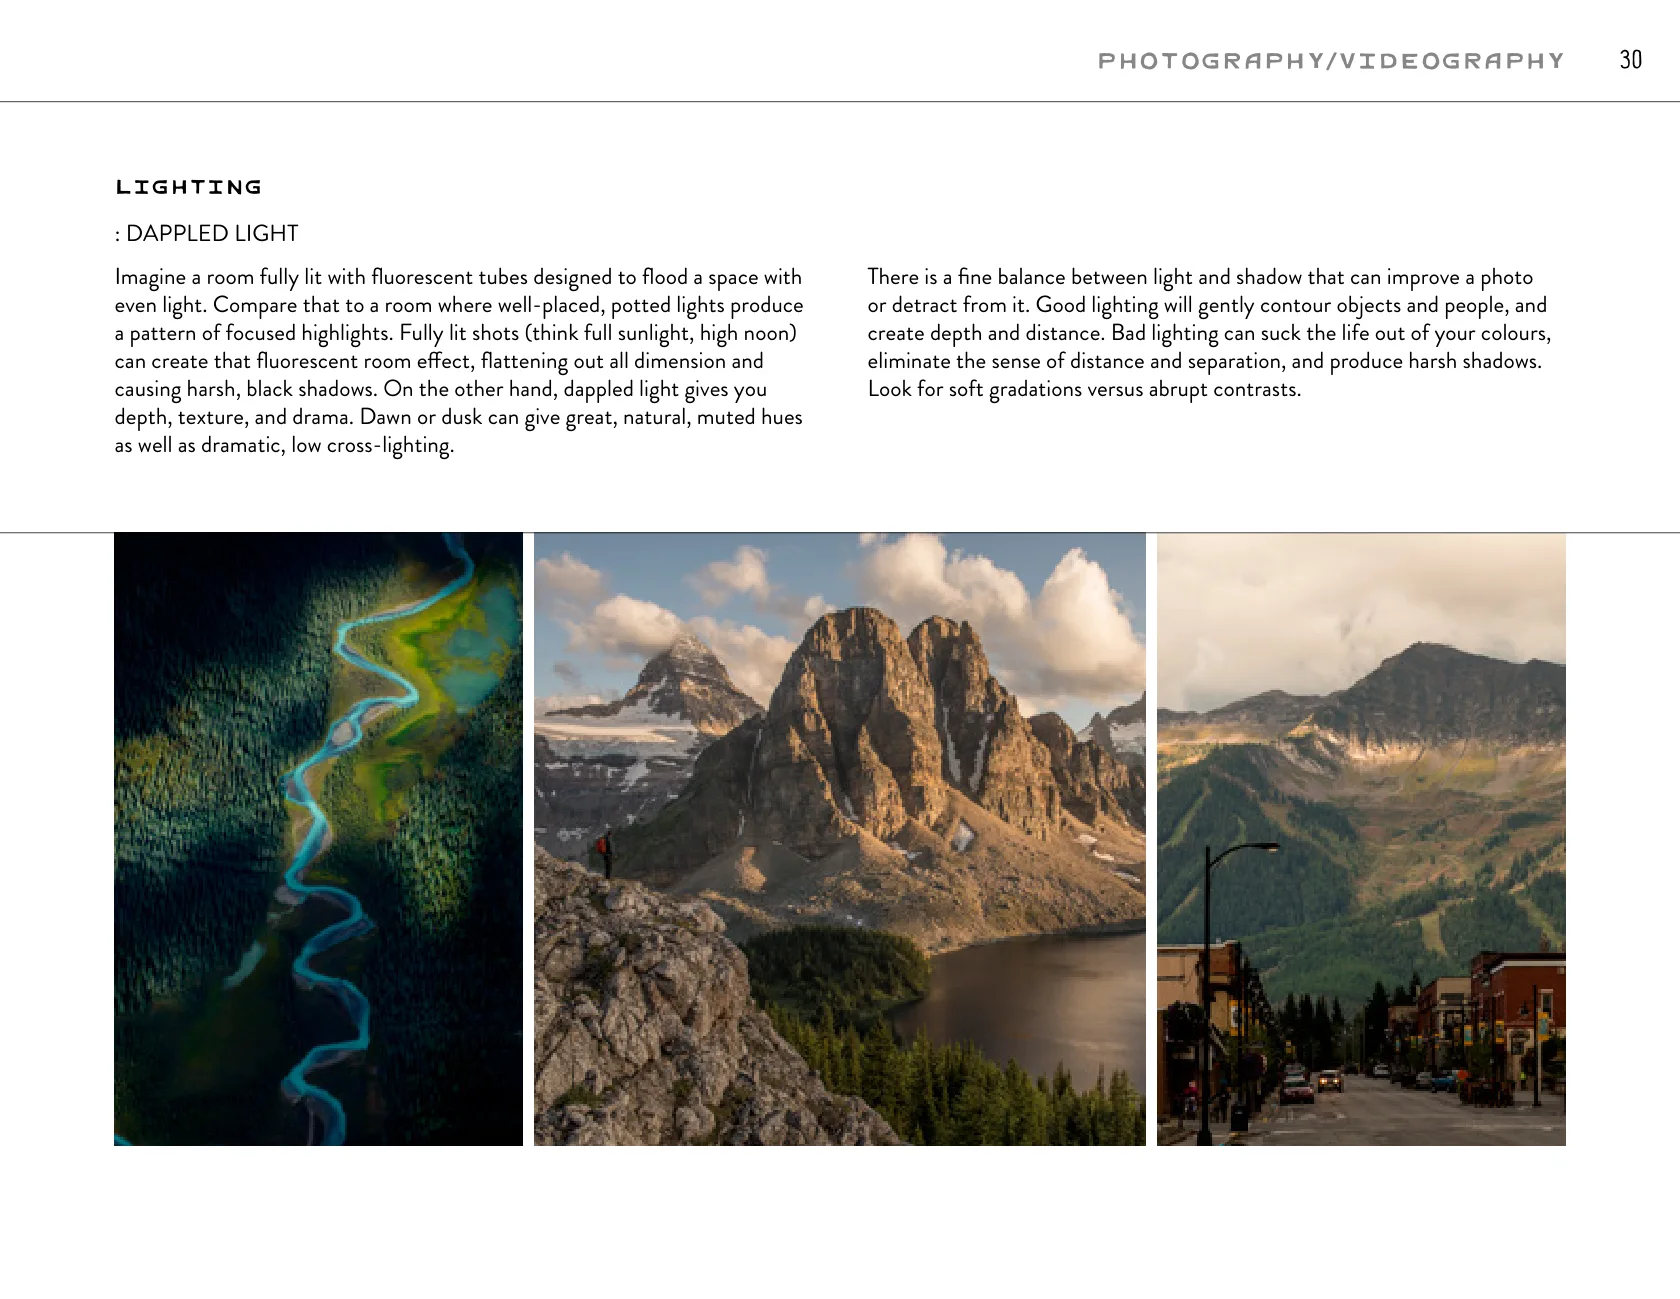 PHOTOGRAPHY/VIDEOGRAPHY 30
LIGHTING
: DAPPLED LIGHT
Imagine a room fully lit with fluorescent tubes designed to flood a space with
even light. Compare that to a room where well-placed, potted lights produce
a pattern of focused highlights. Fully lit shots (think full sunlight, high noon)
can create that fluorescent room effect, flattening out all dimension and
causing harsh, black shadows. On the other hand, dappled light gives you
depth, texture, and drama. Dawn or dusk can give great, natural, muted hues
as well as dramatic, low cross-lighting.
There is a fine balance between light and shadow that can improve a photo
or detract from it. Good lighting will gently contour objects and people, and
create depth and distance. Bad lighting can suck the life out of your colours,
eliminate the sense of distance and separation, and produce harsh shadows.
Look for soft gradations versus abrupt contrasts.